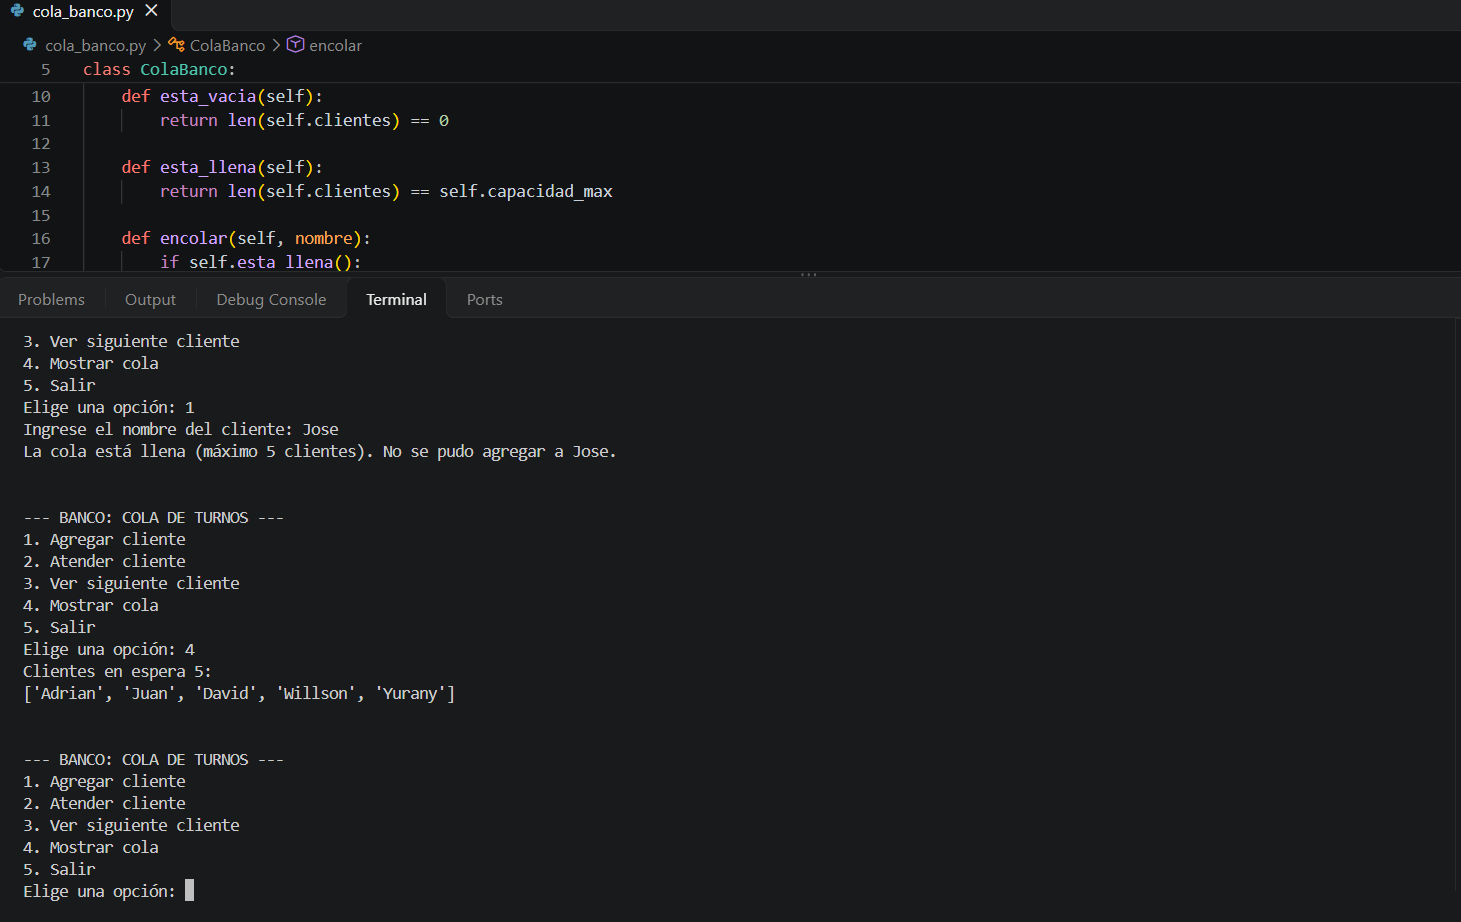 cola_banco.py
cola_banco.py > ColaBanco > encolar
5 class ColaBanco:
10 def esta_vacia(self):
11 return len(self.clientes) == 0
12
13 def esta_llena(self):
14 return len(self.clientes) == self.capacidad_max
15
16 def encolar(self, nombre):
17 if self.esta_llena():
Problems Output Debug Console Terminal Ports
3. Ver siguiente cliente
4. Mostrar cola
5. Salir
Elige una opción: 1
Ingrese el nombre del cliente: Jose
La cola está llena (máximo 5 clientes). No se pudo agregar a Jose.
--- BANCO: COLA DE TURNOS ---
1. Agregar cliente
2. Atender cliente
3. Ver siguiente cliente
4. Mostrar cola
5. Salir
Elige una opción: 4
Clientes en espera 5:
['Adrian', 'Juan', 'David', 'Willson', 'Yurany']
--- BANCO: COLA DE TURNOS ---
1. Agregar cliente
2. Atender cliente
3. Ver siguiente cliente
4. Mostrar cola
5. Salir
Elige una opción: